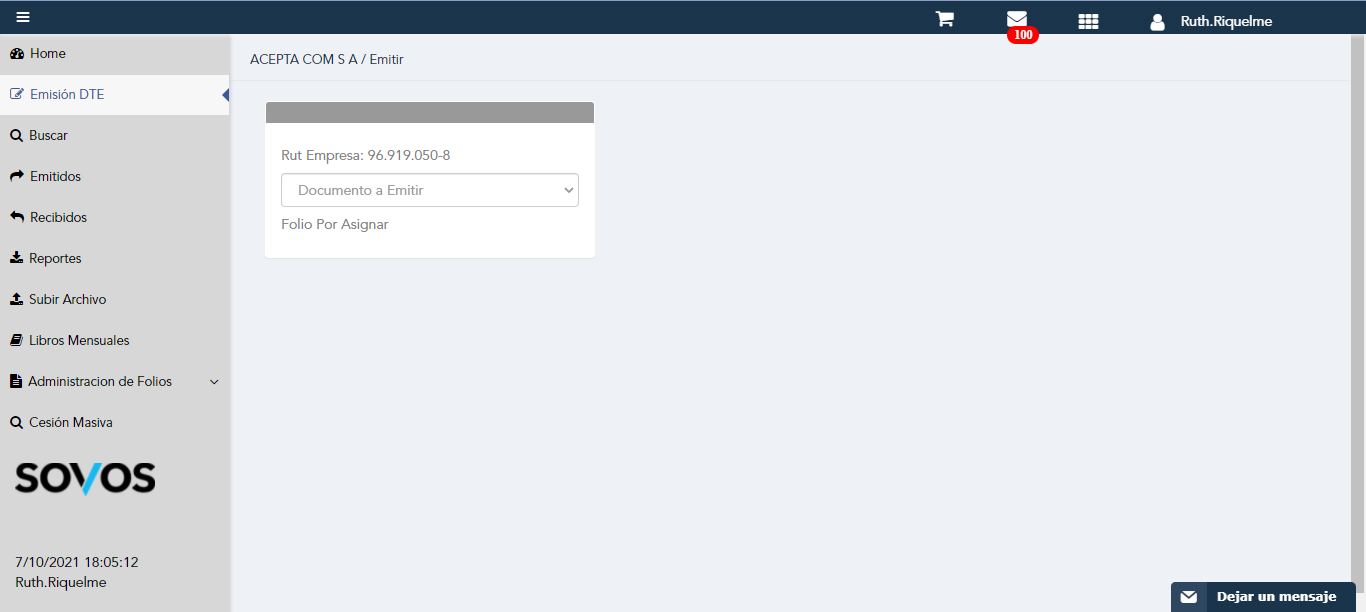 100
Ruth.Riquelme
Home
Emisión DTE
Buscar
Emitidos
Recibidos
Reportes
Subir Archivo
Libros Mensuales
Administracion de Folios
Cesión Masiva
SOVOS
7/10/2021 18:05:12
Ruth.Riquelme
ACEPTA COM S A / Emitir
Rut Empresa: 96.919.050-8
Documento a Emitir
Folio Por Asignar
Dejar un mensaje